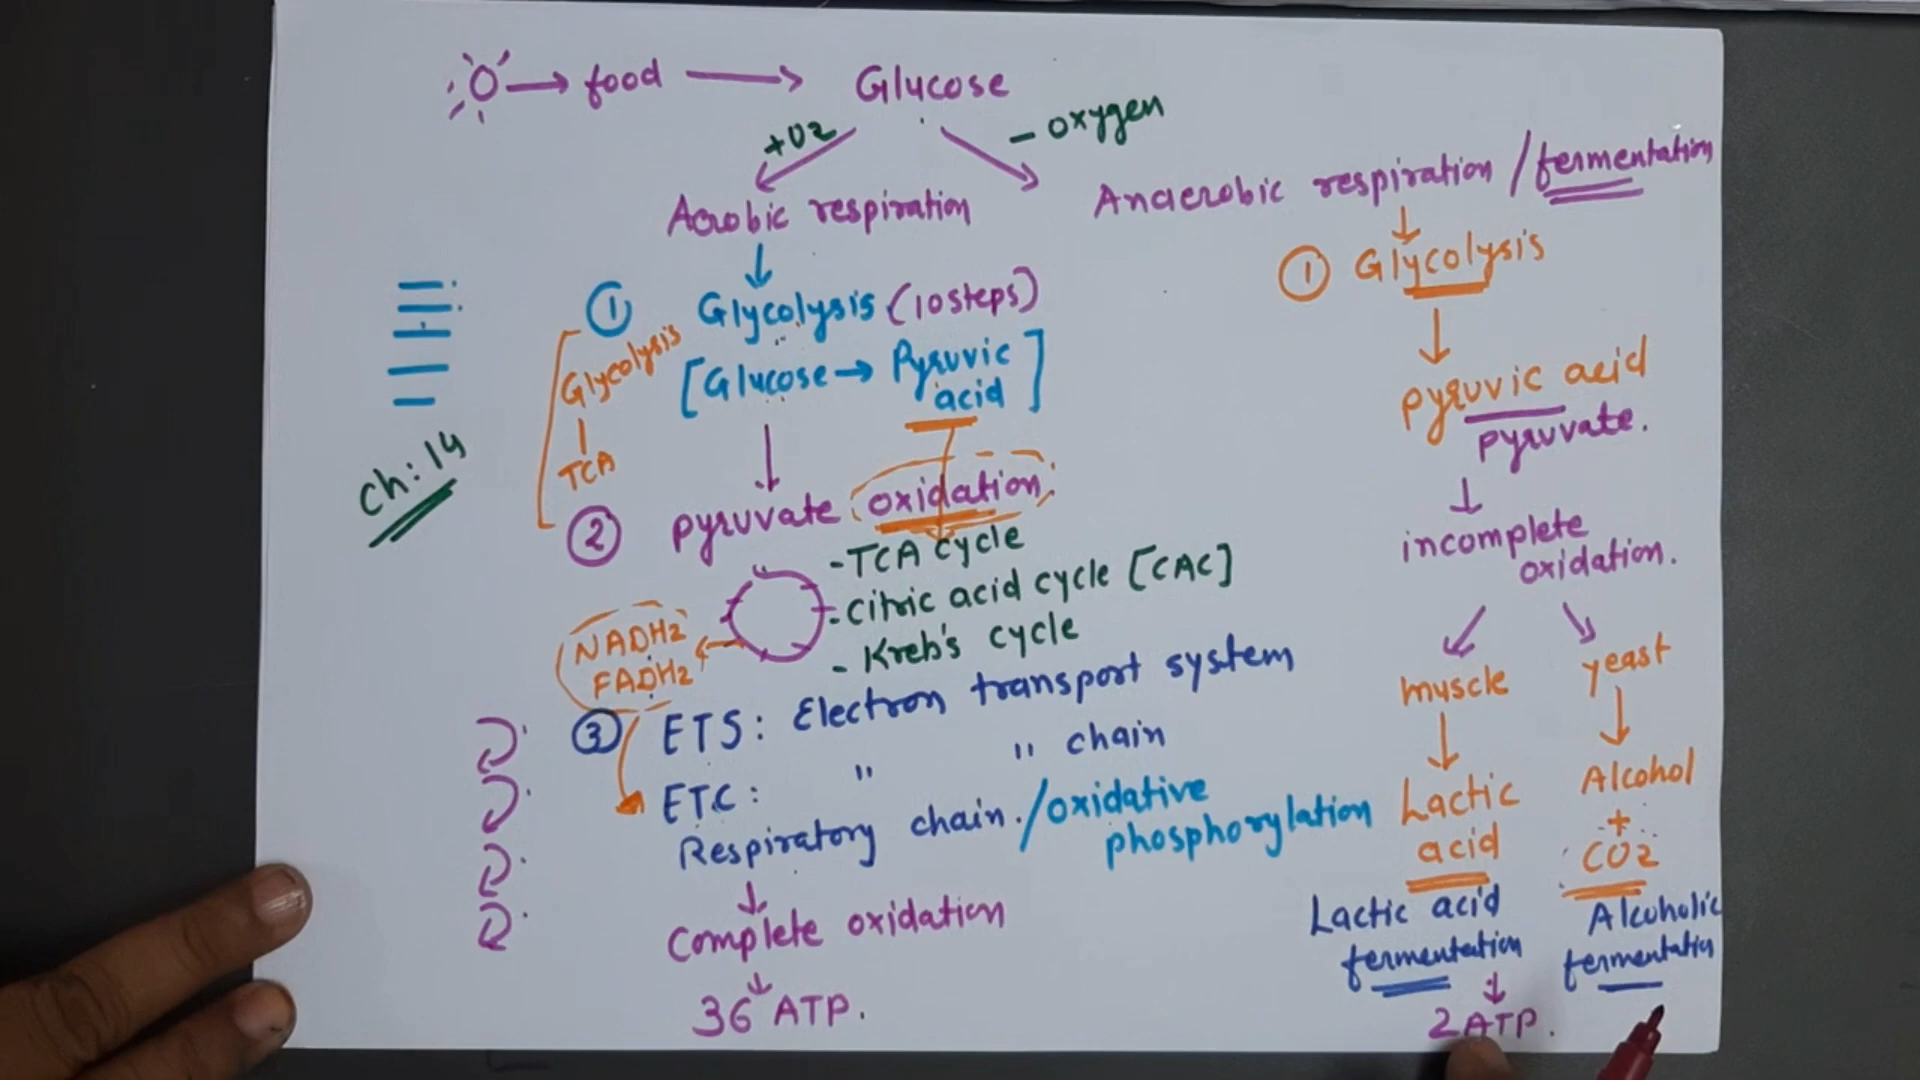 food → Glucose
+O2
- oxygen
Aerobic respiration
Anaerobic respiration / fermentation
① Glycolysis (10 steps)
[Glucose → Pyruvic
acid]
Glycolysis
TCA
Ch: 14
② pyruvate oxidation
- TCA cycle
- Citric acid cycle [CAC]
- Kreb's cycle
NADH2
FADH2
③ ETS: Electron transport system
ETC: " " chain
Respiratory chain. / oxidative
phosphorylation
Complete oxidation
36 ATP.
① Glycolysis
pyruvic acid
pyruvate.
incomplete
oxidation.
muscle
Lactic
acid
Lactic acid
fermentation
2 ATP.
yeast
Alcohol
+
CO2
Alcoholic
fermentation